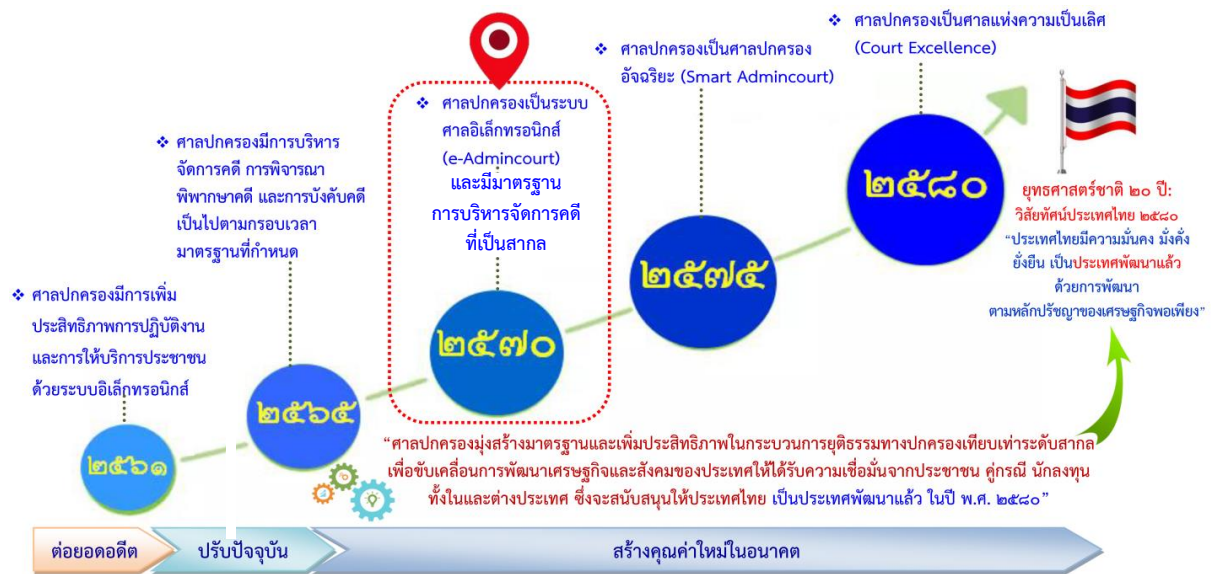 ❖ ศาลปกครองมีการเพิ่ม
ประสิทธิภาพการปฏิบัติงาน
และการให้บริการประชาชน
ด้วยระบบอิเล็กทรอนิกส์
๒๕๖๑
❖ ศาลปกครองมีการบริหาร
จัดการคดี การพิจารณา
พิพากษาคดี และการบังคับคดี
เป็นไปตามกรอบเวลา
มาตรฐานที่กำหนด
๒๕๖๕
❖ ศาลปกครองเป็นระบบ
ศาลอิเล็กทรอนิกส์
(e-Admincourt)
และมีมาตรฐาน
การบริหารจัดการคดี
ที่เป็นสากล
๒๕๗๐
❖ ศาลปกครองเป็นศาลปกครอง
อัจฉริยะ (Smart Admincourt)
๒๕๗๕
❖ ศาลปกครองเป็นศาลแห่งความเป็นเลิศ
(Court Excellence)
๒๕๘๐
ยุทธศาสตร์ชาติ ๒๐ ปี:
วิสัยทัศน์ประเทศไทย ๒๕๘๐
“ประเทศไทยมีความมั่นคง มั่งคั่ง
ยั่งยืน เป็นประเทศพัฒนาแล้ว
ด้วยการพัฒนา
ตามหลักปรัชญาของเศรษฐกิจพอเพียง”
“ศาลปกครองมุ่งสร้างมาตรฐานและเพิ่มประสิทธิภาพในกระบวนการยุติธรรมทางปกครองเทียบเท่าระดับสากล
เพื่อขับเคลื่อนการพัฒนาเศรษฐกิจและสังคมของประเทศให้ได้รับความเชื่อมั่นจากประชาชน คู่กรณี นักลงทุน
ทั้งในและต่างประเทศ ซึ่งจะสนับสนุนให้ประเทศไทย เป็นประเทศพัฒนาแล้ว ในปี พ.ศ. ๒๕๘๐”
ต่อยอดอดีต
ปรับปัจจุบัน
สร้างคุณค่าใหม่ในอนาคต